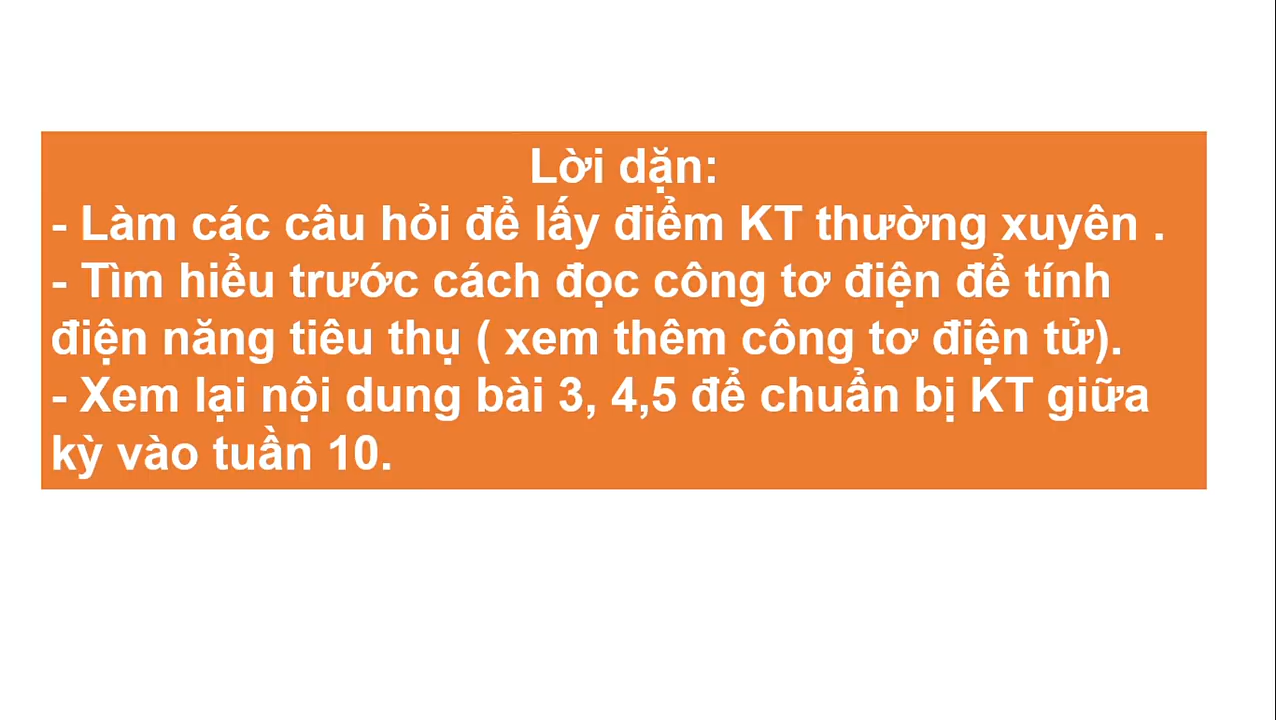 Lời dặn:
- Làm các câu hỏi để lấy điểm KT thường xuyên .
- Tìm hiểu trước cách đọc công tơ điện để tính
điện năng tiêu thụ ( xem thêm công tơ điện tử).
- Xem lại nội dung bài 3, 4,5 để chuẩn bị KT giữa
kỳ vào tuần 10.